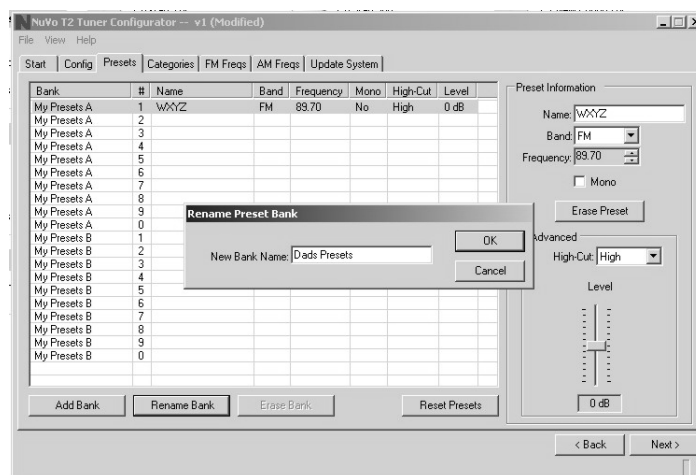 NuVo T2 Tuner Configurator -- v1 (Modified)
File View Help
Start Config Presets Categories FM Freqs AM Freqs Update System
Bank # Name Band Frequency Mono High-Cut Level
My Presets A 1 WXYZ FM 89.70 No High 0 dB
My Presets A 2
My Presets A 3
My Presets A 4
My Presets A 5
My Presets A 6
My Presets A 7
My Presets A 8
My Presets A 9
My Presets A 0
My Presets B 1
My Presets B 2
My Presets B 3
My Presets B 4
My Presets B 5
My Presets B 6
My Presets B 7
My Presets B 8
My Presets B 9
My Presets B 0
Add Bank Rename Bank Erase Bank Reset Presets
Rename Preset Bank
New Bank Name: Dads Presets
OK
Cancel
Preset Information
Name: WXYZ
Band: FM
Frequency: 89.70
Mono
Erase Preset
Advanced
High-Cut: High
Level
0 dB
< Back Next >